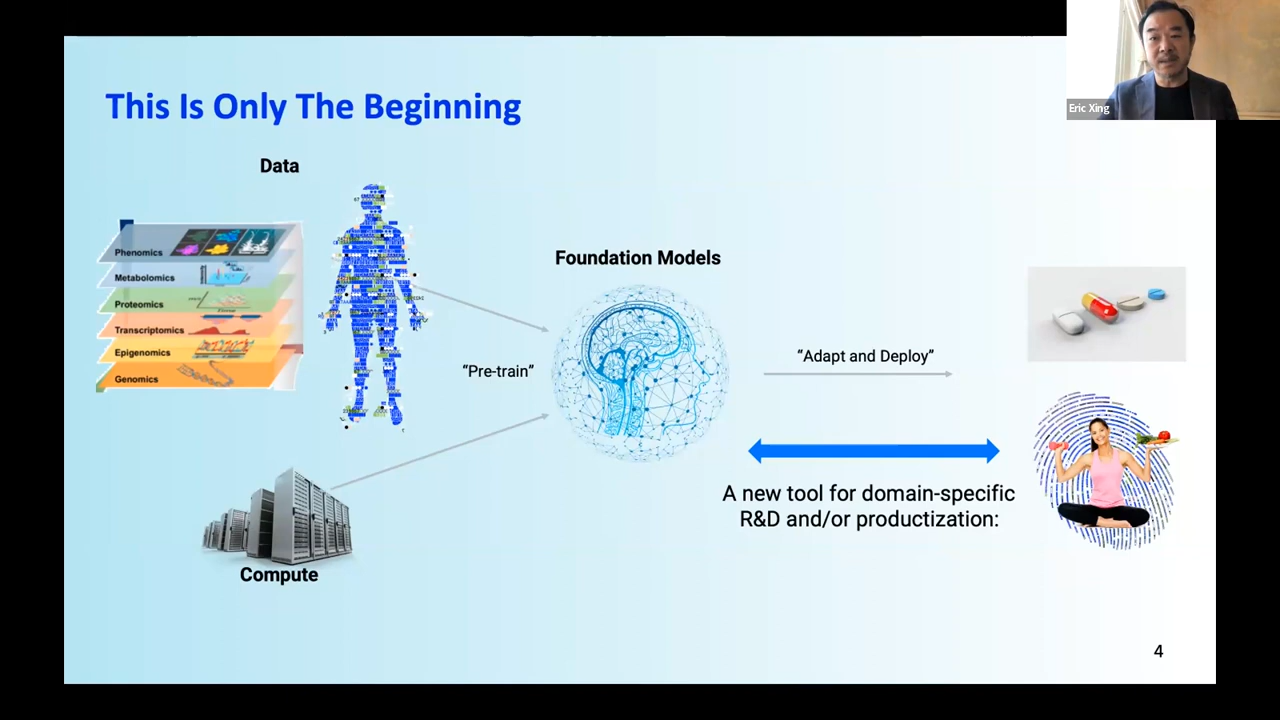 Eric Xing
This Is Only The Beginning
Data
Phenomics
Metabolomics
Proteomics
Transcriptomics
Epigenomics
Genomics
Foundation Models
“Pre-train”
“Adapt and Deploy”
A new tool for domain-specific
R&D and/or productization:
Compute
4